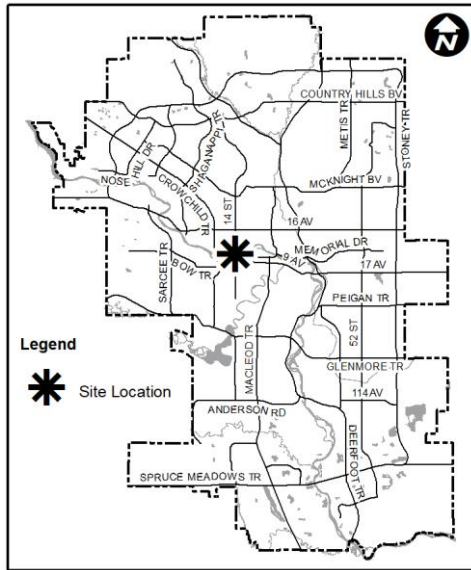 N
COUNTRY HILLS BV
METIS TR
STONEY TR
SHAGANAPPI TR
NOSE HILL DR
CROWCHILD TR
14 ST
MCKNIGHT BV
16 AV
MEMORIAL DR
9 AV
17 AV
BOW TR
SARCEE TR
PEIGAN TR
Legend
Site Location
MACLEOD TR
52 ST
GLENMORE TR
114 AV
ANDERSON RD
DEERFOOT TR
SPRUCE MEADOWS TR